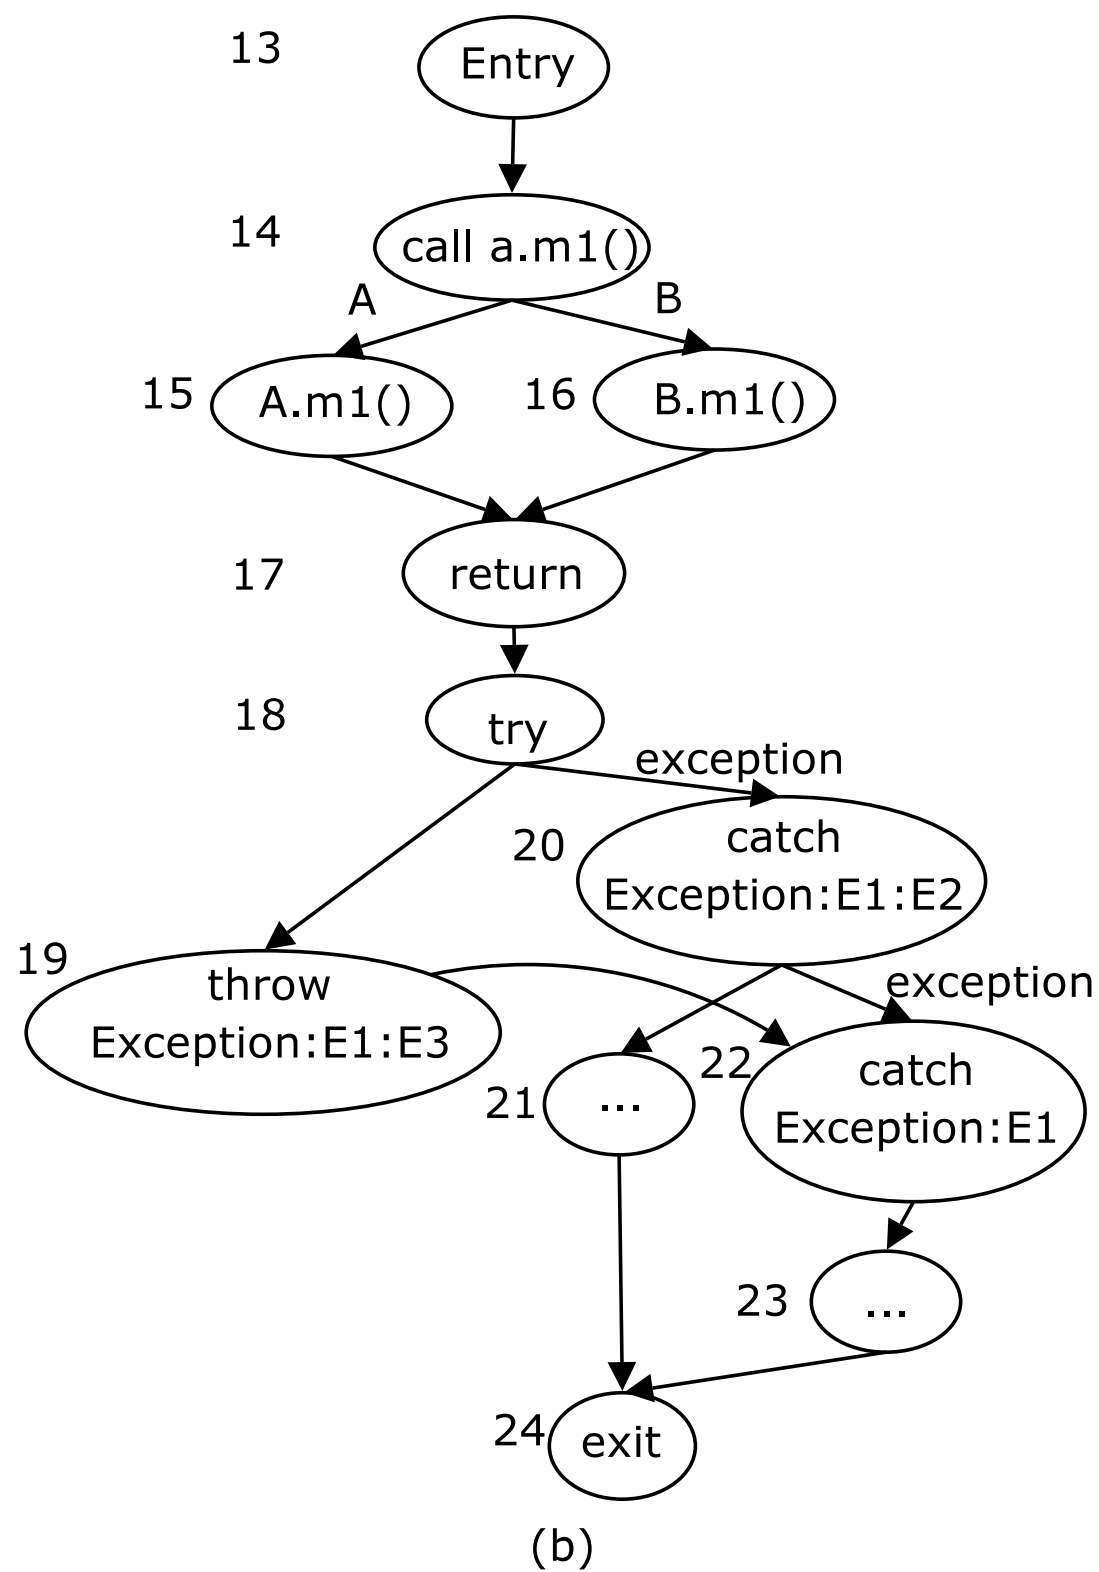 13
Entry
14
call a.m1()
A
B
15
A.m1()
16
B.m1()
17
return
18
try
exception
20
catch
Exception:E1:E2
19
throw
Exception:E1:E3
exception
21
...
22
catch
Exception:E1
23
...
24
exit
(b)